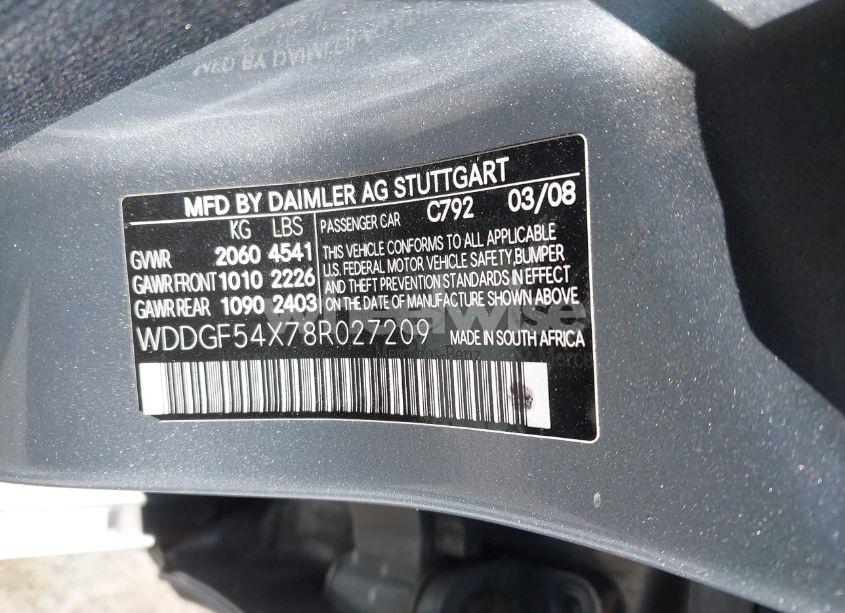 MFD BY DAIMLER AG STUTTGART
KG LBS
GVWR 2060 4541
GAWR FRONT 1010 2226
GAWR REAR 1090 2403
PASSENGER CAR C792 03/08
THIS VEHICLE CONFORMS TO ALL APPLICABLE
U.S. FEDERAL MOTOR VEHICLE SAFETY, BUMPER
AND THEFT PREVENTION STANDARDS IN EFFECT
ON THE DATE OF MANUFACTURE SHOWN ABOVE.
WDDGF54X78R027209 MADE IN SOUTH AFRICA